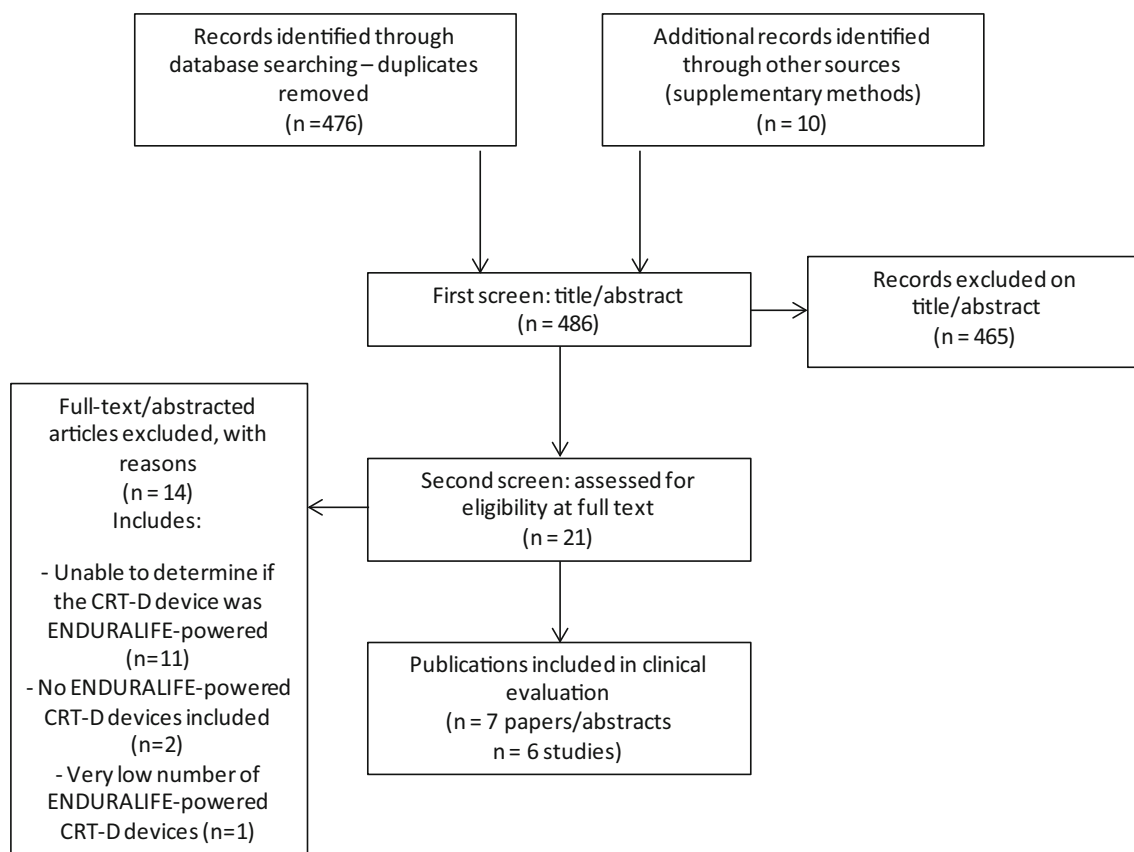 Records identified through
database searching – duplicates
removed
(n =476)
Additional records identified
through other sources
(supplementary methods)
(n = 10)
First screen: title/abstract
(n = 486)
Records excluded on
title/abstract
(n = 465)
Full-text/abstracted
articles excluded, with
reasons
(n = 14)
Includes:
- Unable to determine if
the CRT-D device was
ENDURALIFE-powered
(n=11)
- No ENDURALIFE-powered
CRT-D devices included
(n=2)
- Very low number of
ENDURALIFE-powered
CRT-D devices (n=1)
Second screen: assessed for
eligibility at full text
(n = 21)
Publications included in clinical
evaluation
(n = 7 papers/abstracts
n = 6 studies)